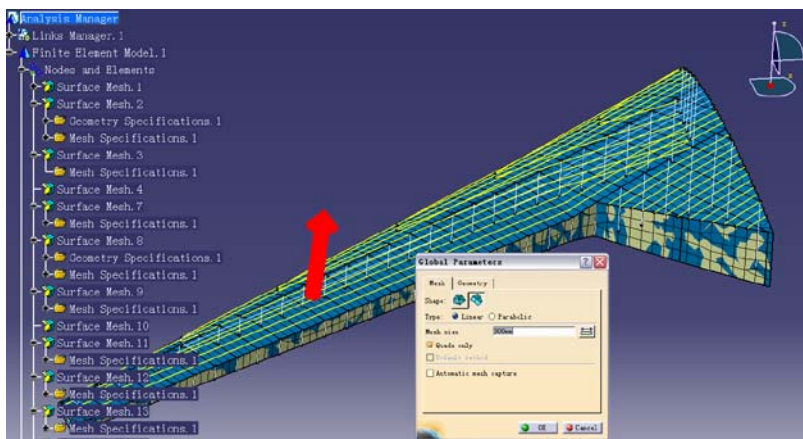 Analysis Manager
Links Manager.1
Finite Element Model.1
Nodes and Elements
Surface Mesh.1
Surface Mesh.2
Geometry Specifications.1
Mesh Specifications.1
Surface Mesh.3
Mesh Specifications.1
Surface Mesh.4
Surface Mesh.7
Mesh Specifications.1
Surface Mesh.8
Geometry Specifications.1
Mesh Specifications.1
Surface Mesh.9
Mesh Specifications.1
Surface Mesh.10
Surface Mesh.11
Mesh Specifications.1
Surface Mesh.12
Mesh Specifications.1
Surface Mesh.13
Mesh Specifications.1
Global Parameters
Mesh Geometry
Shape:
Type: Linear Parabolic
Mesh size
Quads only
Default method
Automatic mesh capture
OK Cancel